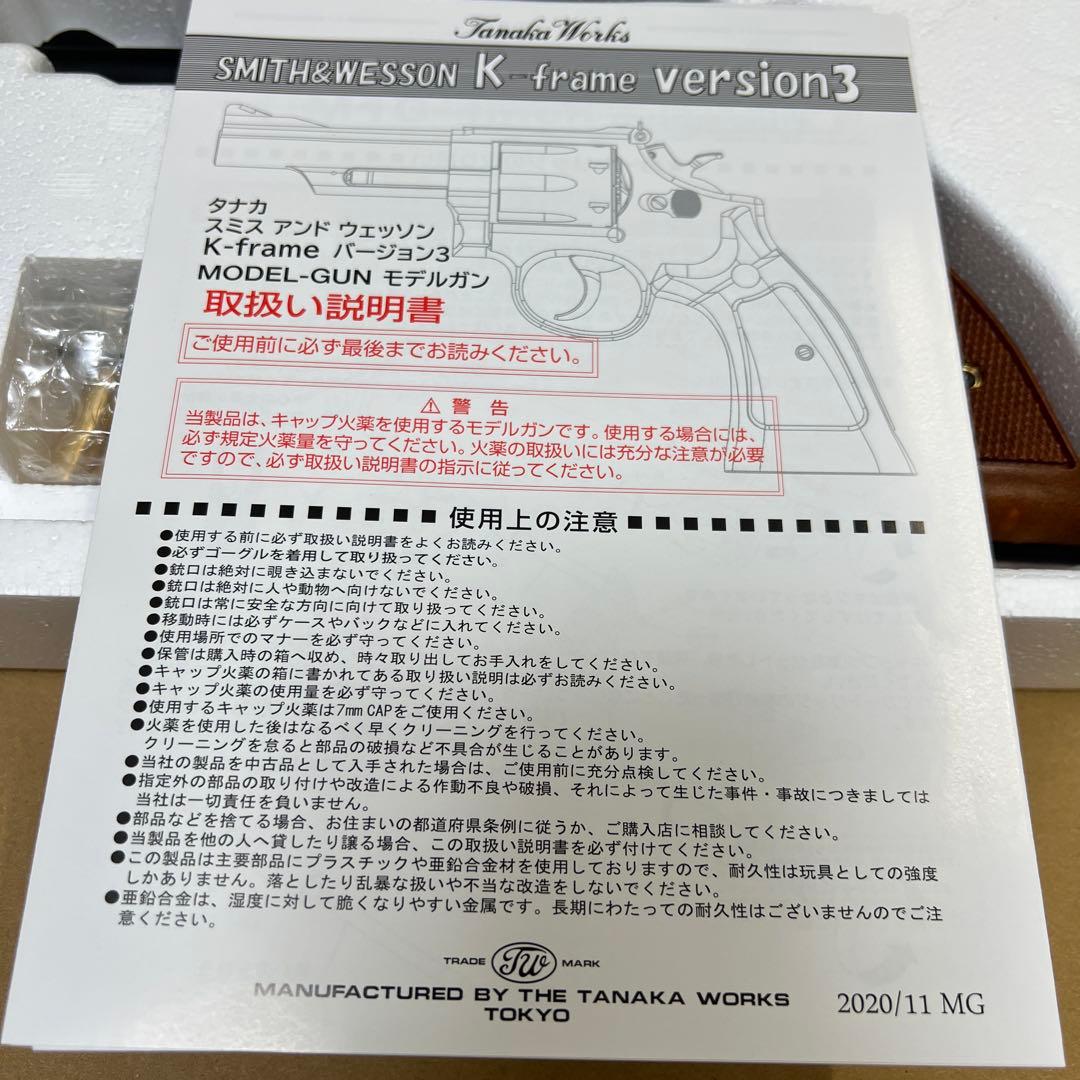 Tanaka Works
SMITH&WESSON K-frame version3
タナカ
スミス アンド ウェッソン
K-frame バージョン3
MODEL-GUN モデルガン
取扱い説明書
ご使用前に必ず最後までお読みください。
⚠ 警 告
当製品は、キャップ火薬を使用するモデルガンです。使用する場合には、
必ず規定火薬量を守ってください。火薬の取扱いには充分な注意が必要
ですので、必ず取扱い説明書の指示に従ってください。
使用上の注意
●使用する前に必ず取扱い説明書をよくお読みください。
●必ずゴーグルを着用して取り扱ってください。
●銃口は絶対に覗き込まないでください。
●銃口は絶対に人や動物へ向けないでください。
●銃口は常に安全な方向に向けて取り扱ってください。
●移動時には必ずケースやバックなどに入れてください。
●使用場所でのマナーを必ず守ってください。
●保管は購入時の箱へ収め、時々取り出してお手入れをしてください。
●キャップ火薬の箱に書かれてある取り扱い説明は必ずお読みください。
●キャップ火薬の使用量を必ず守ってください。
●使用するキャップ火薬は7mm CAPをご使用ください。
●火薬を使用した後はなるべく早くクリーニングを行ってください。
クリーニングを怠ると部品の破損など不具合が生じることがあります。
●当社の製品を中古品として入手された場合は、ご使用前に充分点検してください。
●指定外の部品の取り付けや改造による作動不良や破損、それによって生じた事件・事故につきましては
当社は一切責任を負いません。
●部品などを捨てる場合、お住まいの都道府県条例に従うか、ご購入店に相談してください。
●当製品を他の人へ貸したり譲る場合、この取扱い説明書を必ず付けてください。
●この製品は主要部品にプラスチックや亜鉛合金材を使用しておりますので、耐久性は玩具としての強度
しかありません。落としたり乱暴な扱いや不当な改造をしないでください。
●亜鉛合金は、湿度に対して脆くなりやすい金属です。長期にわたっての耐久性はございませんのでご注
意ください。
TRADE TW MARK
MANUFACTURED BY THE TANAKA WORKS
TOKYO
2020/11 MG